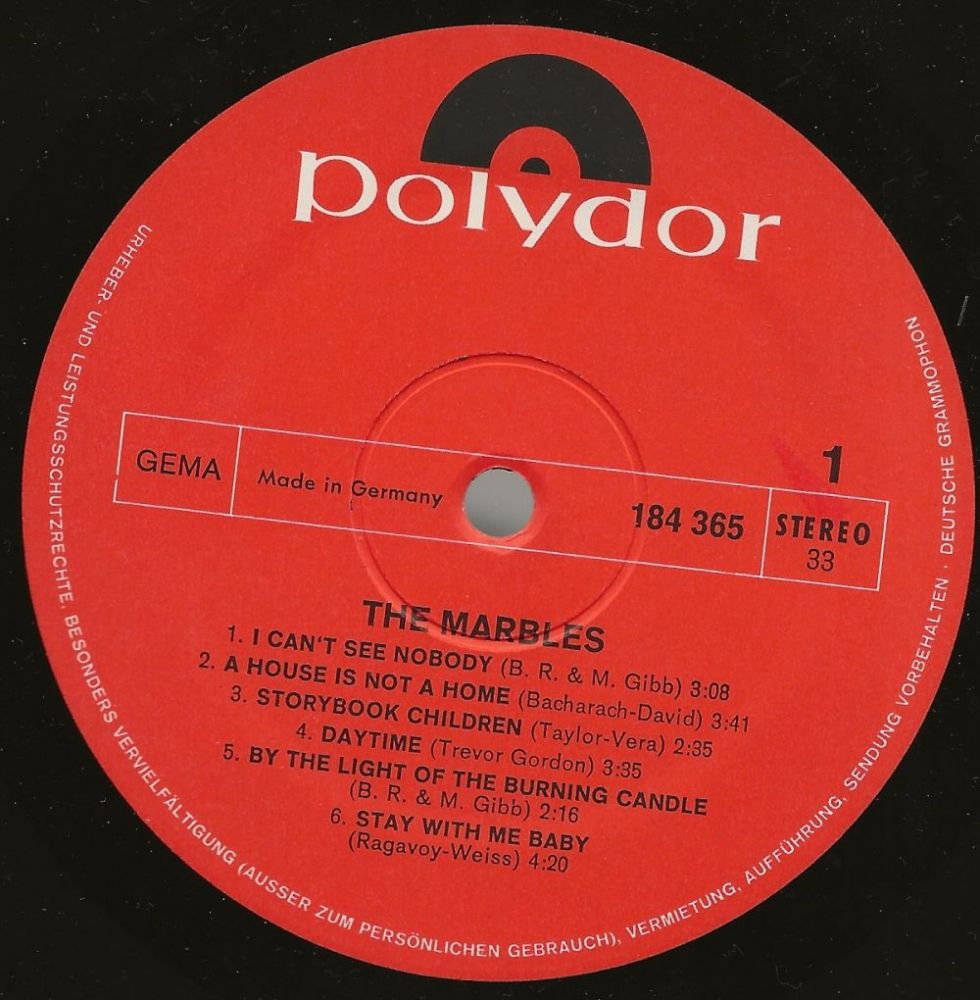 polydor
URHEBER- UND LEISTUNGSSCHUTZRECHTE, BESONDERS VERVIELFÄLTIGUNG (AUSSER ZUM PERSÖNLICHEN GEBRAUCH), VERMIETUNG, AUFFÜHRUNG, SENDUNG VORBEHALTEN · DEUTSCHE GRAMMOPHON
1
GEMA
Made in Germany
184 365
STEREO
33
THE MARBLES
1. I CAN'T SEE NOBODY (B. R. & M. Gibb) 3:08
2. A HOUSE IS NOT A HOME (Bacharach-David) 3:41
3. STORYBOOK CHILDREN (Taylor-Vera) 2:35
4. DAYTIME (Trevor Gordon) 3:35
5. BY THE LIGHT OF THE BURNING CANDLE
(B. R. & M. Gibb) 2:16
6. STAY WITH ME BABY
(Ragavoy-Weiss) 4:20